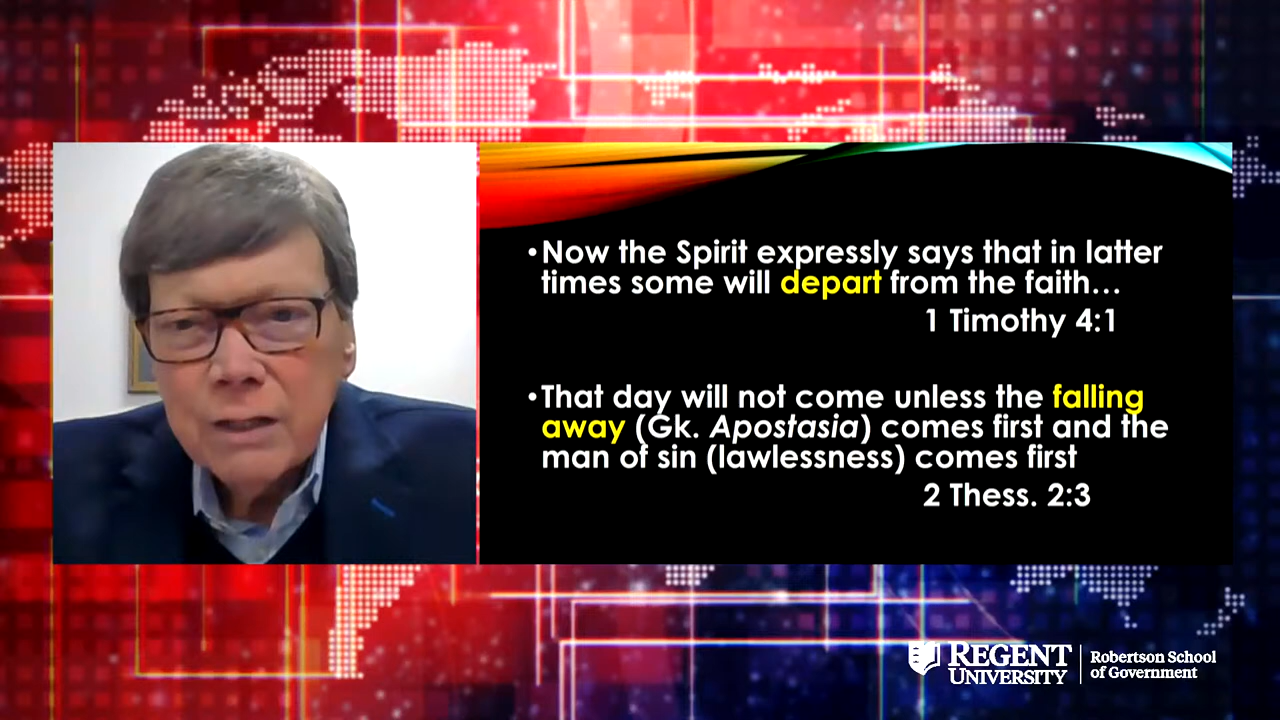 •Now the Spirit expressly says that in latter
times some will depart from the faith…
1 Timothy 4:1
•That day will not come unless the falling
away (Gk. Apostasia) comes first and the
man of sin (lawlessness) comes first
2 Thess. 2:3
REGENT
UNIVERSITY
Robertson School
of Government